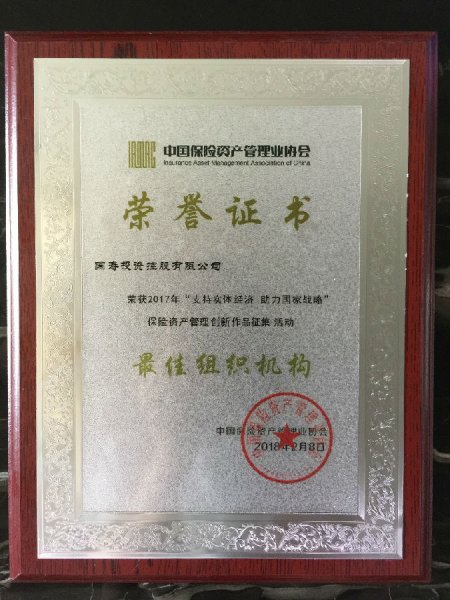 IAMAC 中国保险资产管理业协会
Insurance Asset Management Association of China
荣誉证书
国寿投资控股有限公司
荣获2017年“支持实体经济 助力国家战略”
保险资产管理创新作品征集 活动
最佳组织机构
中国保险资产管理业协会
2018年2月8日